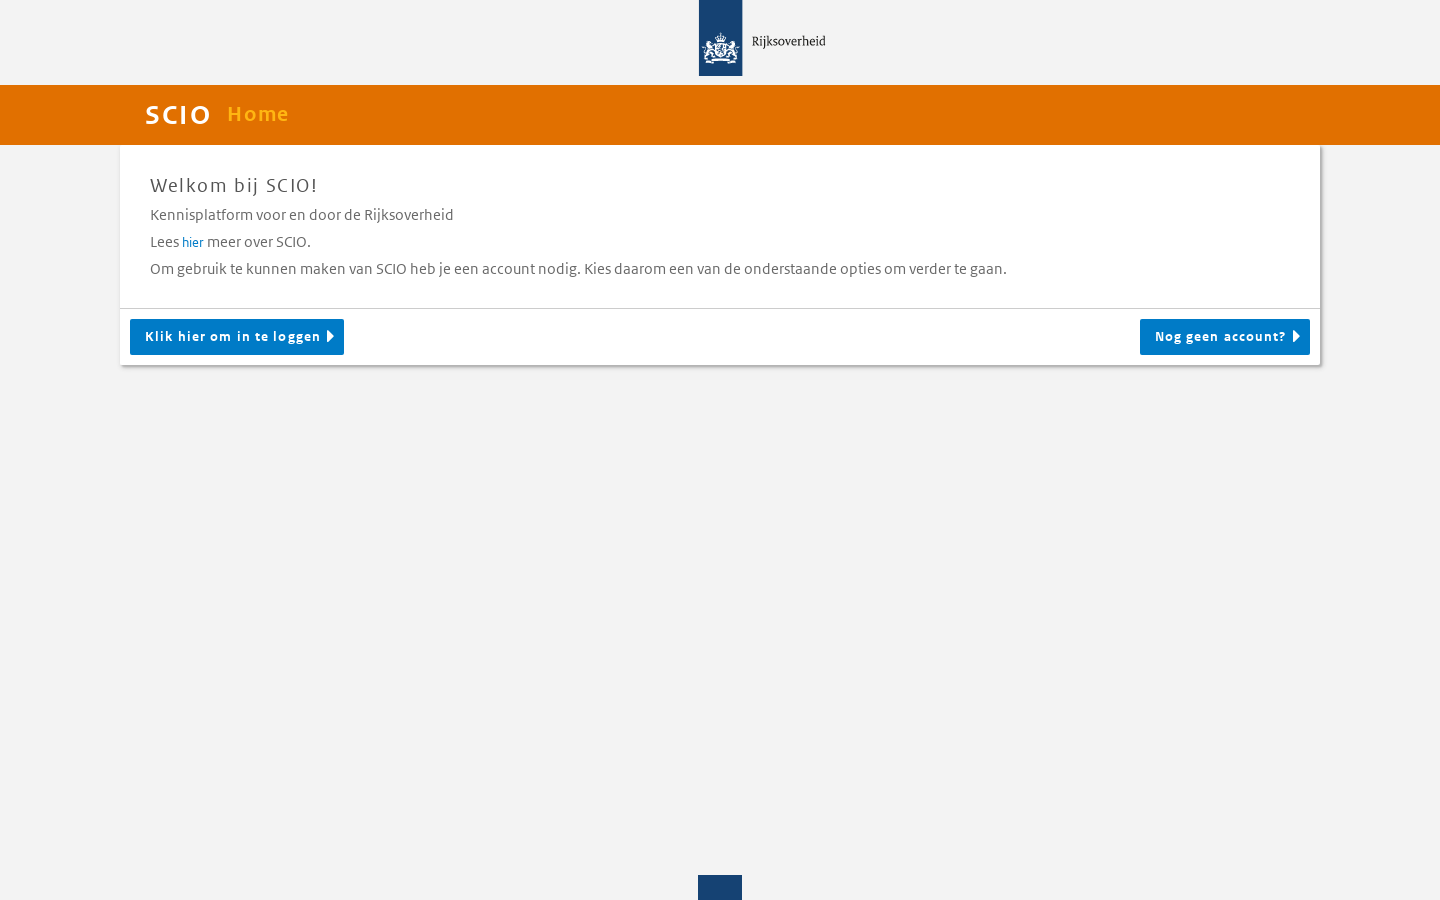 Rijksoverheid
SCIO Home
Welkom bij SCIO!
Kennisplatform voor en door de Rijksoverheid
Lees hier meer over SCIO.
Om gebruik te kunnen maken van SCIO heb je een account nodig. Kies daarom een van de onderstaande opties om verder te gaan.
Klik hier om in te loggen
Nog geen account?